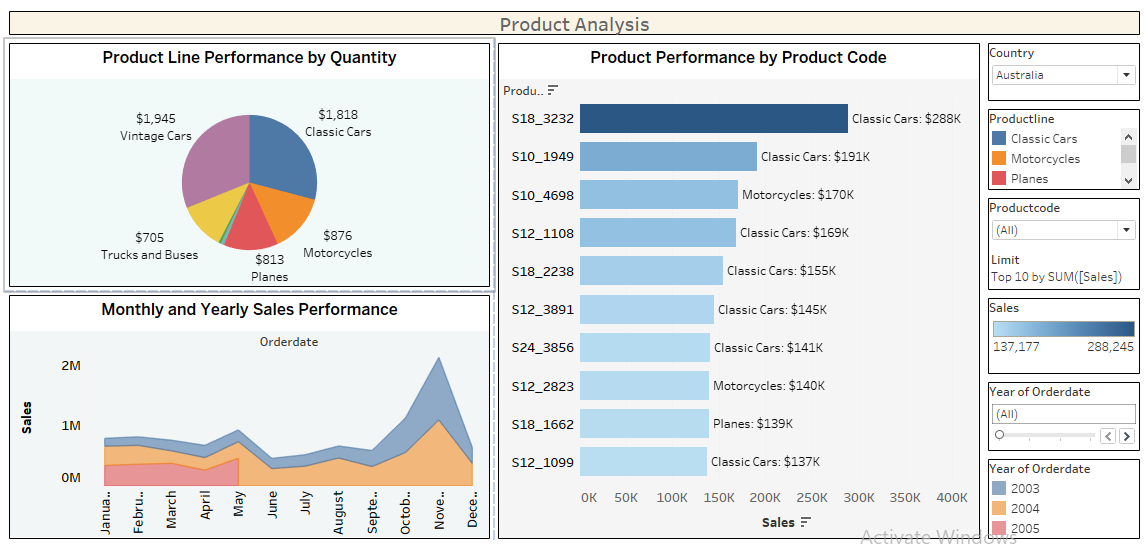 Product Analysis
Product Line Performance by Quantity
$1,945
Vintage Cars
$1,818
Classic Cars
$705
Trucks and Buses
$813
Planes
$876
Motorcycles
Monthly and Yearly Sales Performance
Orderdate
Sales
2M
1M
0M
Janua..
Febru..
March
April
May
June
July
August
Septe..
Octob..
Nove..
Dece..
Product Performance by Product Code
Produ..
S18_3232 Classic Cars: $288K
S10_1949 Classic Cars: $191K
S10_4698 Motorcycles: $170K
S12_1108 Classic Cars: $169K
S18_2238 Classic Cars: $155K
S12_3891 Classic Cars: $145K
S24_3856 Classic Cars: $141K
S12_2823 Motorcycles: $140K
S18_1662 Planes: $139K
S12_1099 Classic Cars: $137K
0K 50K 100K 150K 200K 250K 300K 350K 400K
Sales
Country
Australia
Productline
Classic Cars
Motorcycles
Planes
Productcode
(All)
Limit
Top 10 by SUM([Sales])
Sales
137,177 288,245
Year of Orderdate
(All)
Year of Orderdate
2003
2004
2005
Activate Windows